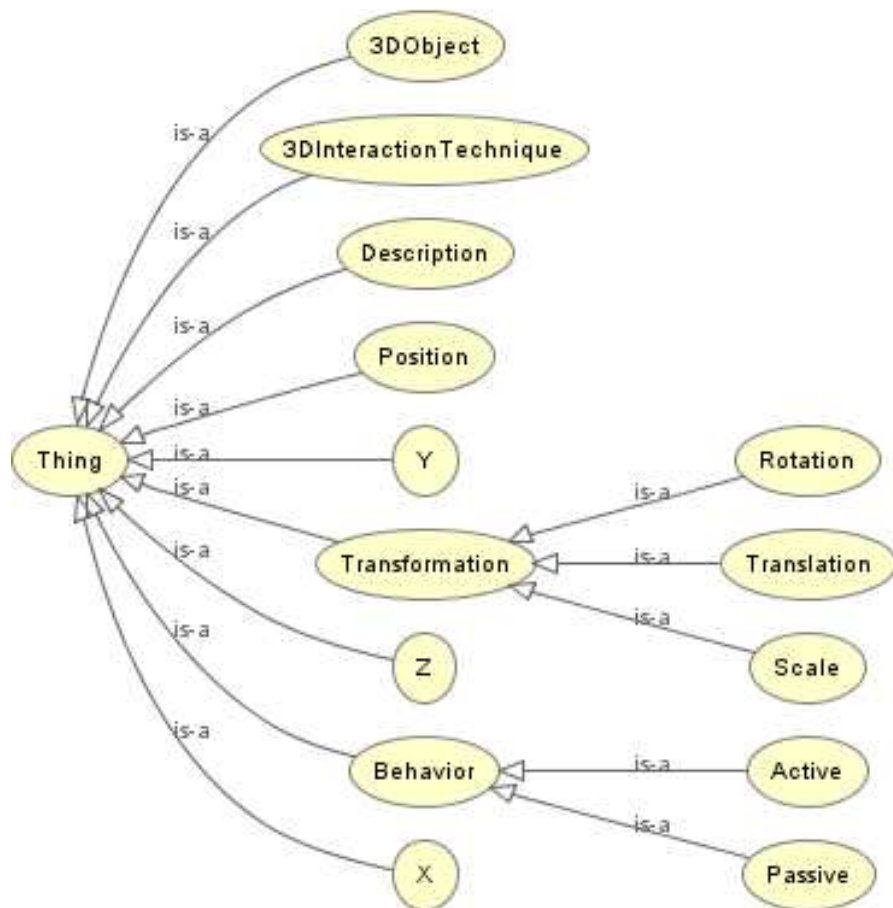 3DObject
is-a
3DInteractionTechnique
is-a
Description
is-a
Position
is-a
Thing
is-a
Y
is-a
Rotation
is-a
Transformation
is-a
Translation
is-a
is-a
Scale
Z
is-a
Behavior
is-a
Active
is-a
is-a
X
Passive